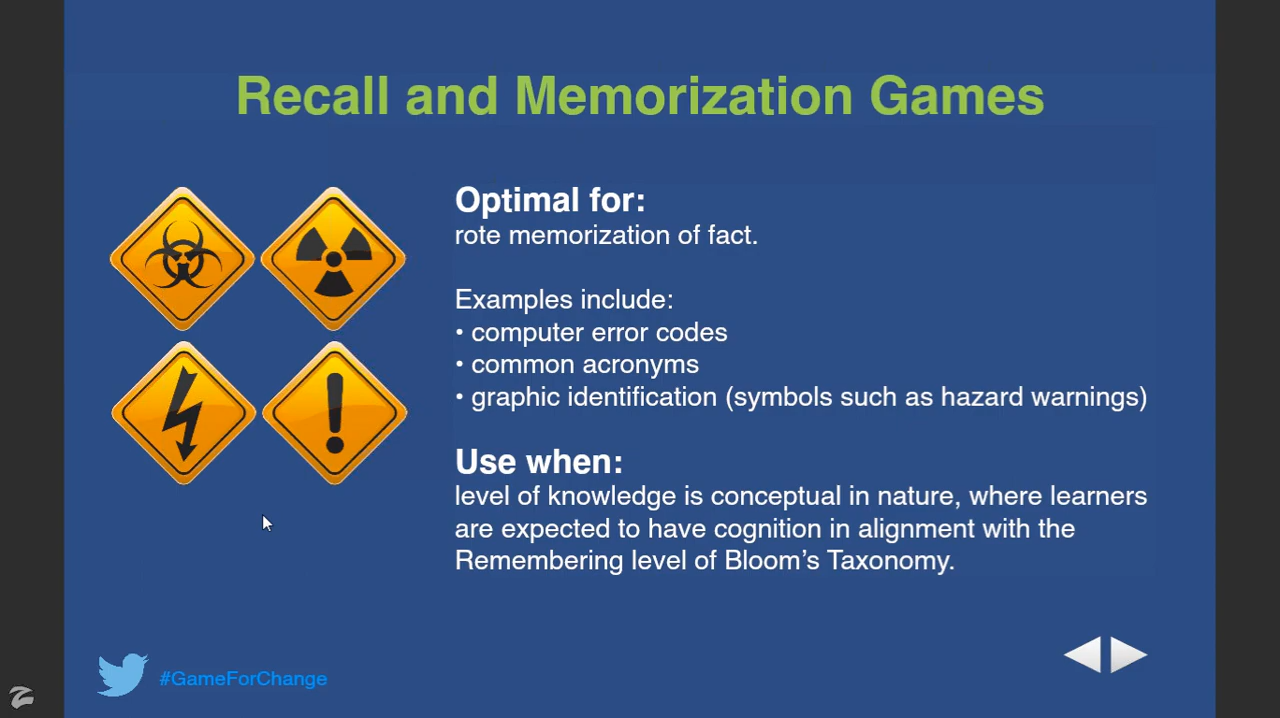 Recall and Memorization Games
Optimal for:
rote memorization of fact.
Examples include:
• computer error codes
• common acronyms
• graphic identification (symbols such as hazard warnings)
Use when:
level of knowledge is conceptual in nature, where learners
are expected to have cognition in alignment with the
Remembering level of Bloom’s Taxonomy.
#GameForChange